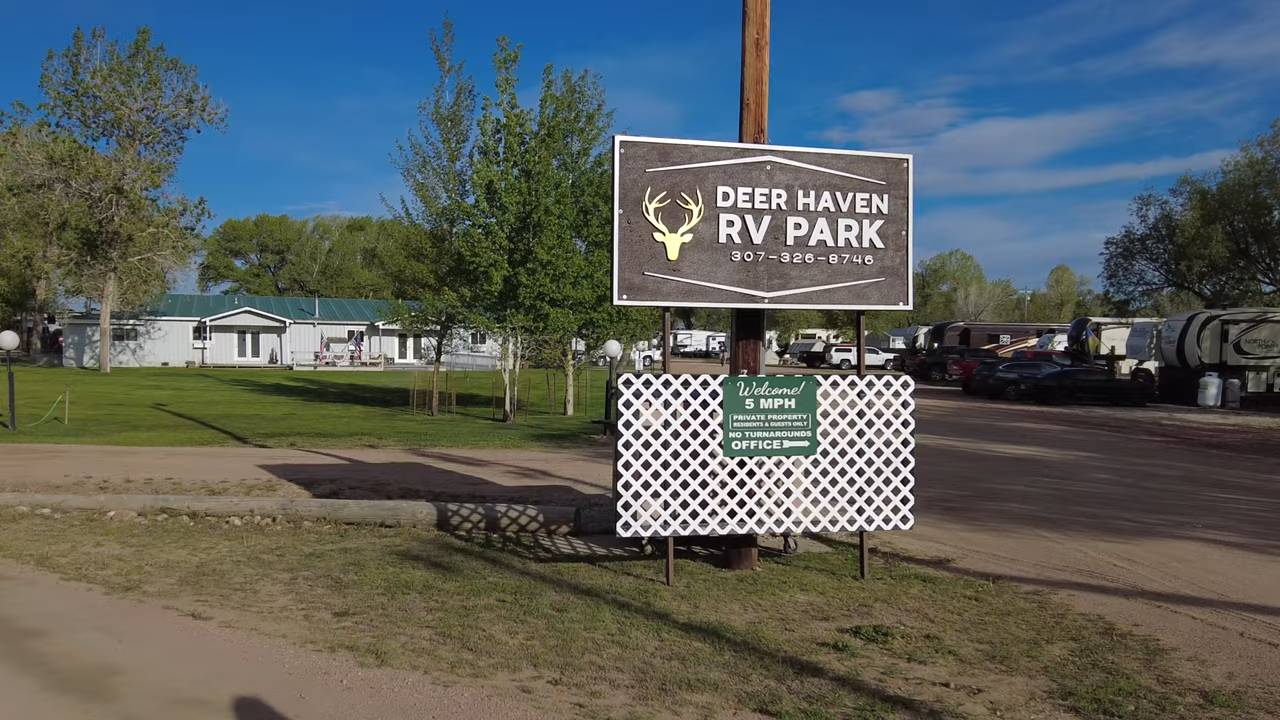 DEER HAVEN
RV PARK
307-326-8746
Welcome!
5 MPH
PRIVATE PROPERTY
RESIDENTS & GUESTS ONLY
NO TURNAROUNDS
OFFICE